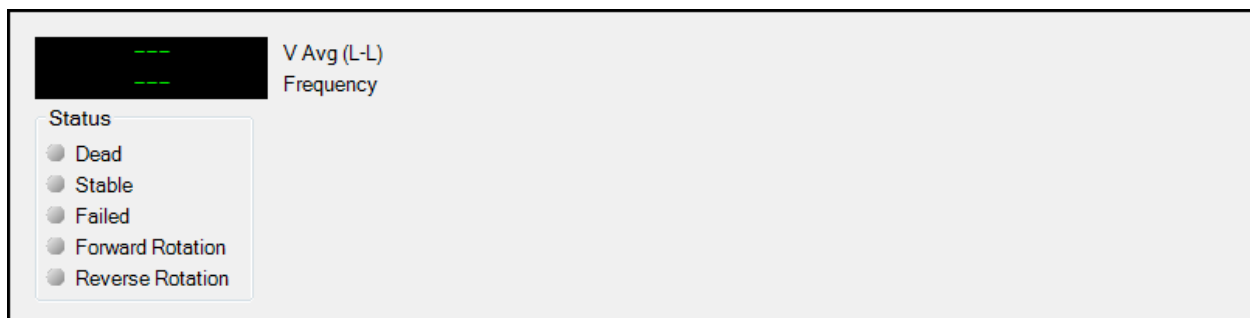 --- V Avg (L-L)
--- Frequency
Status
Dead
Stable
Failed
Forward Rotation
Reverse Rotation